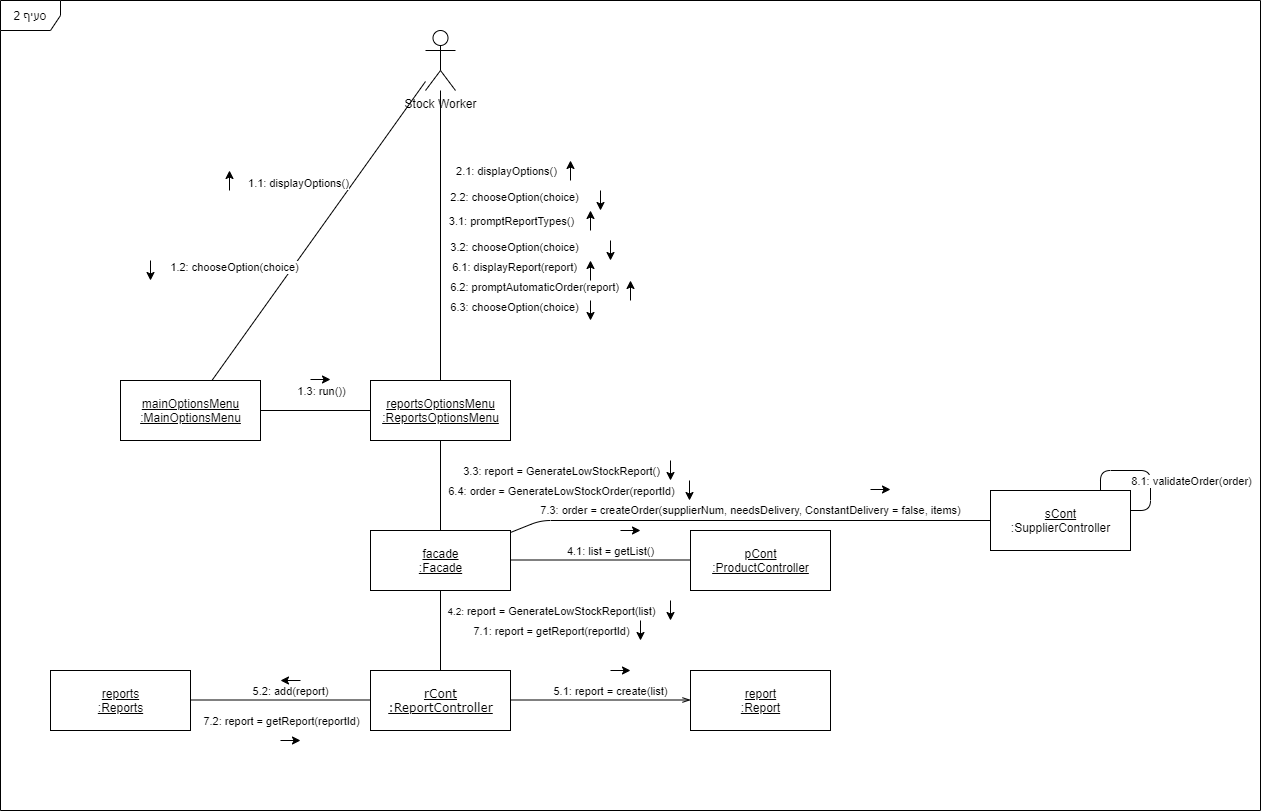 סעיף 2
Stock Worker
2.1: displayOptions()
1.1: displayOptions()
2.2: chooseOption(choice)
3.1: promptReportTypes()
3.2: chooseOption(choice)
1.2: chooseOption(choice)
6.1: displayReport(report)
6.2: promptAutomaticOrder(report)
6.3: chooseOption(choice)
1.3: run())
mainOptionsMenu
:MainOptionsMenu
reportsOptionsMenu
:ReportsOptionsMenu
3.3: report = GenerateLowStockReport()
6.4: order = GenerateLowStockOrder(reportId)
8.1: validateOrder(order)
7.3: order = createOrder(supplierNum, needsDelivery, ConstantDelivery = false, items)
sCont
:SupplierController
facade
:Facade
4.1: list = getList()
pCont
:ProductController
4.2: report = GenerateLowStockReport(list)
7.1: report = getReport(reportId)
reports
:Reports
5.2: add(report)
7.2: report = getReport(reportId)
rCont
:ReportController
5.1: report = create(list)
report
:Report